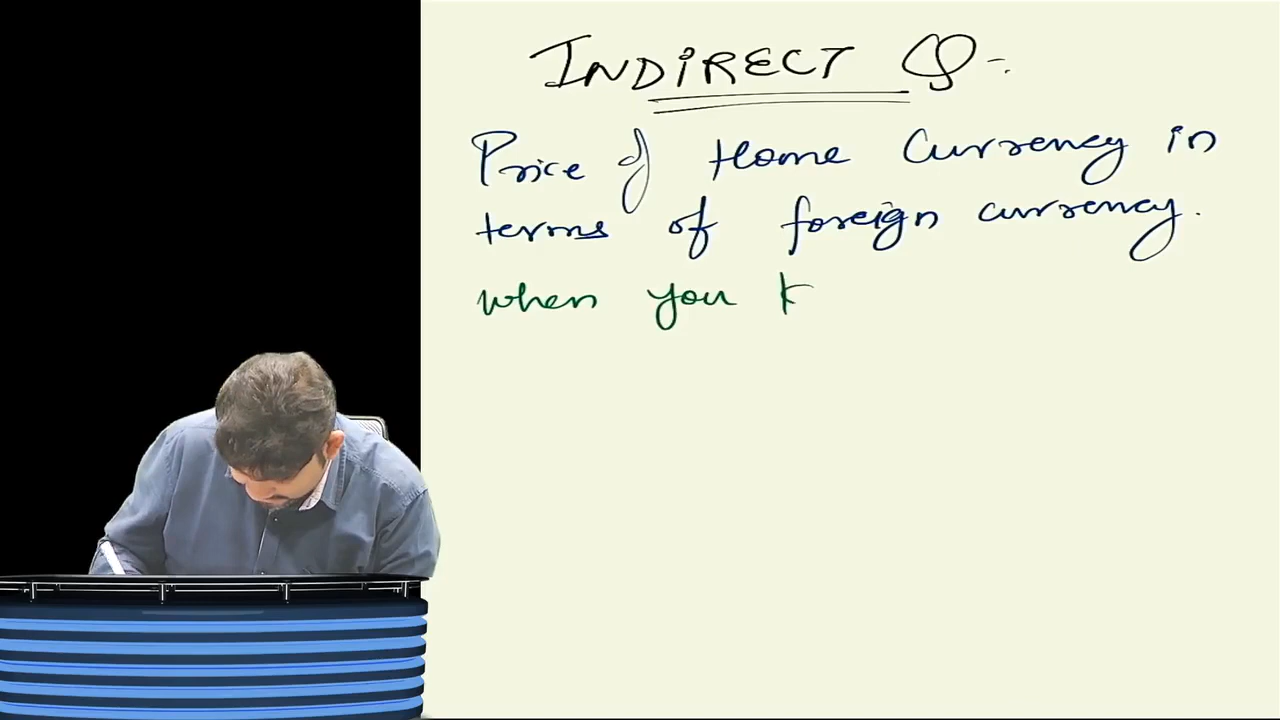 INDIRECT Q:-
Price of Home Currency in
terms of foreign currency.
when you k